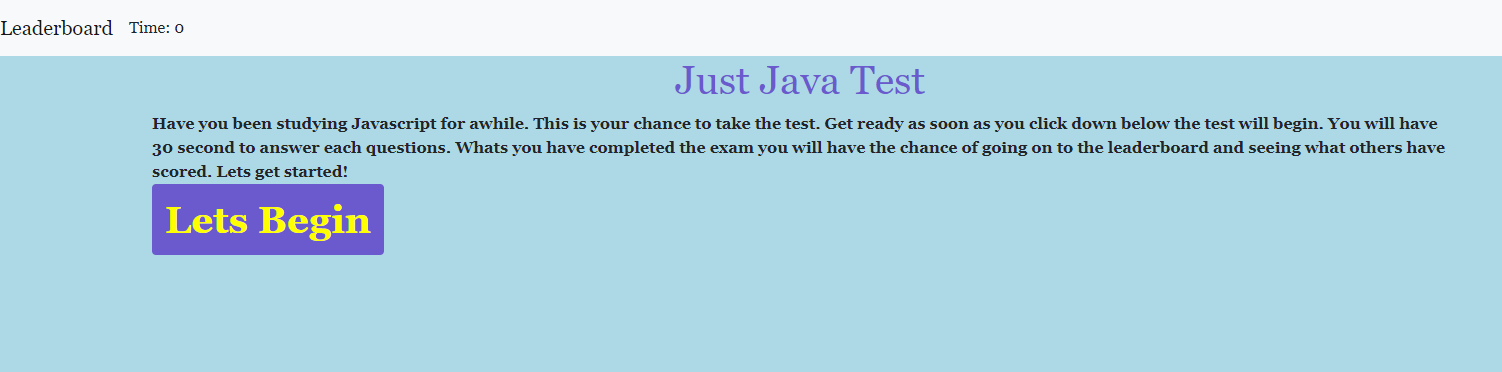 Leaderboard Time: 0
Just Java Test
Have you been studying Javascript for awhile. This is your chance to take the test. Get ready as soon as you click down below the test will begin. You will have
30 second to answer each questions. Whats you have completed the exam you will have the chance of going on to the leaderboard and seeing what others have
scored. Lets get started!
Lets Begin